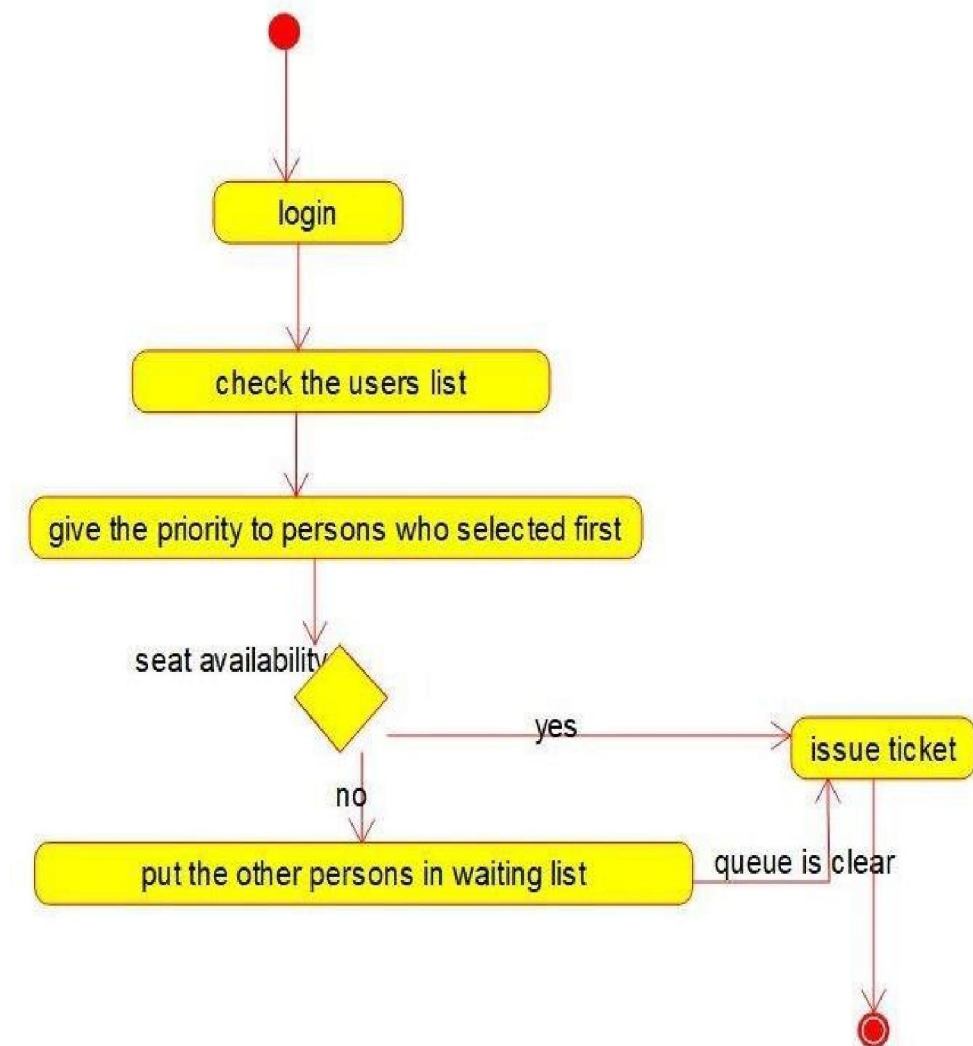 login
check the users list
give the priority to persons who selected first
seat availability
yes
issue ticket
no
put the other persons in waiting list
queue is clear